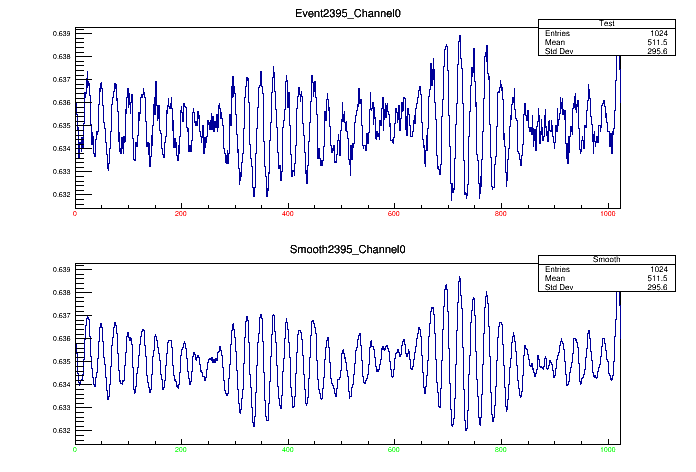 Event2395_Channel0
Test
Entries 1024
Mean 511.5
Std Dev 295.6
0.639
0.638
0.637
0.636
0.635
0.634
0.633
0.632
0 200 400 600 800 1000
Smooth2395_Channel0
Smooth
Entries 1024
Mean 511.5
Std Dev 295.6
0.639
0.638
0.637
0.636
0.635
0.634
0.633
0.632
0 200 400 600 800 1000